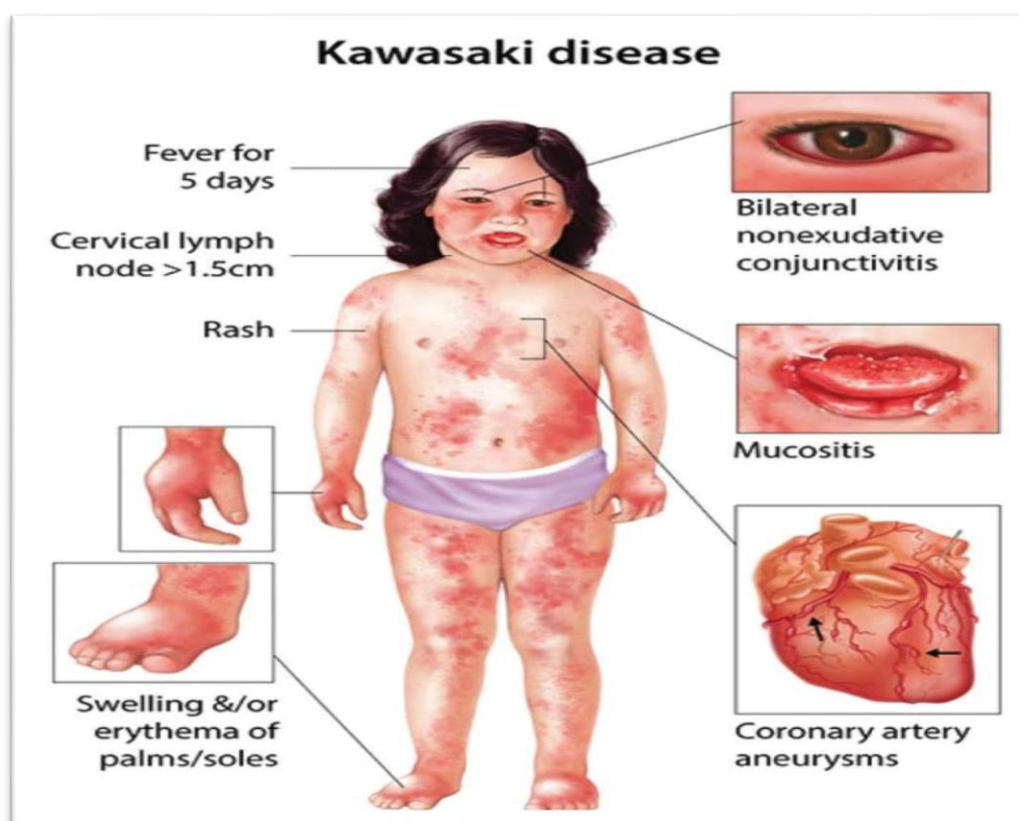 Kawasaki disease
Fever for
5 days
Cervical lymph
node >1.5cm
Rash
Swelling &/or
erythema of
palms/soles
Bilateral
nonexudative
conjunctivitis
Mucositis
Coronary artery
aneurysms